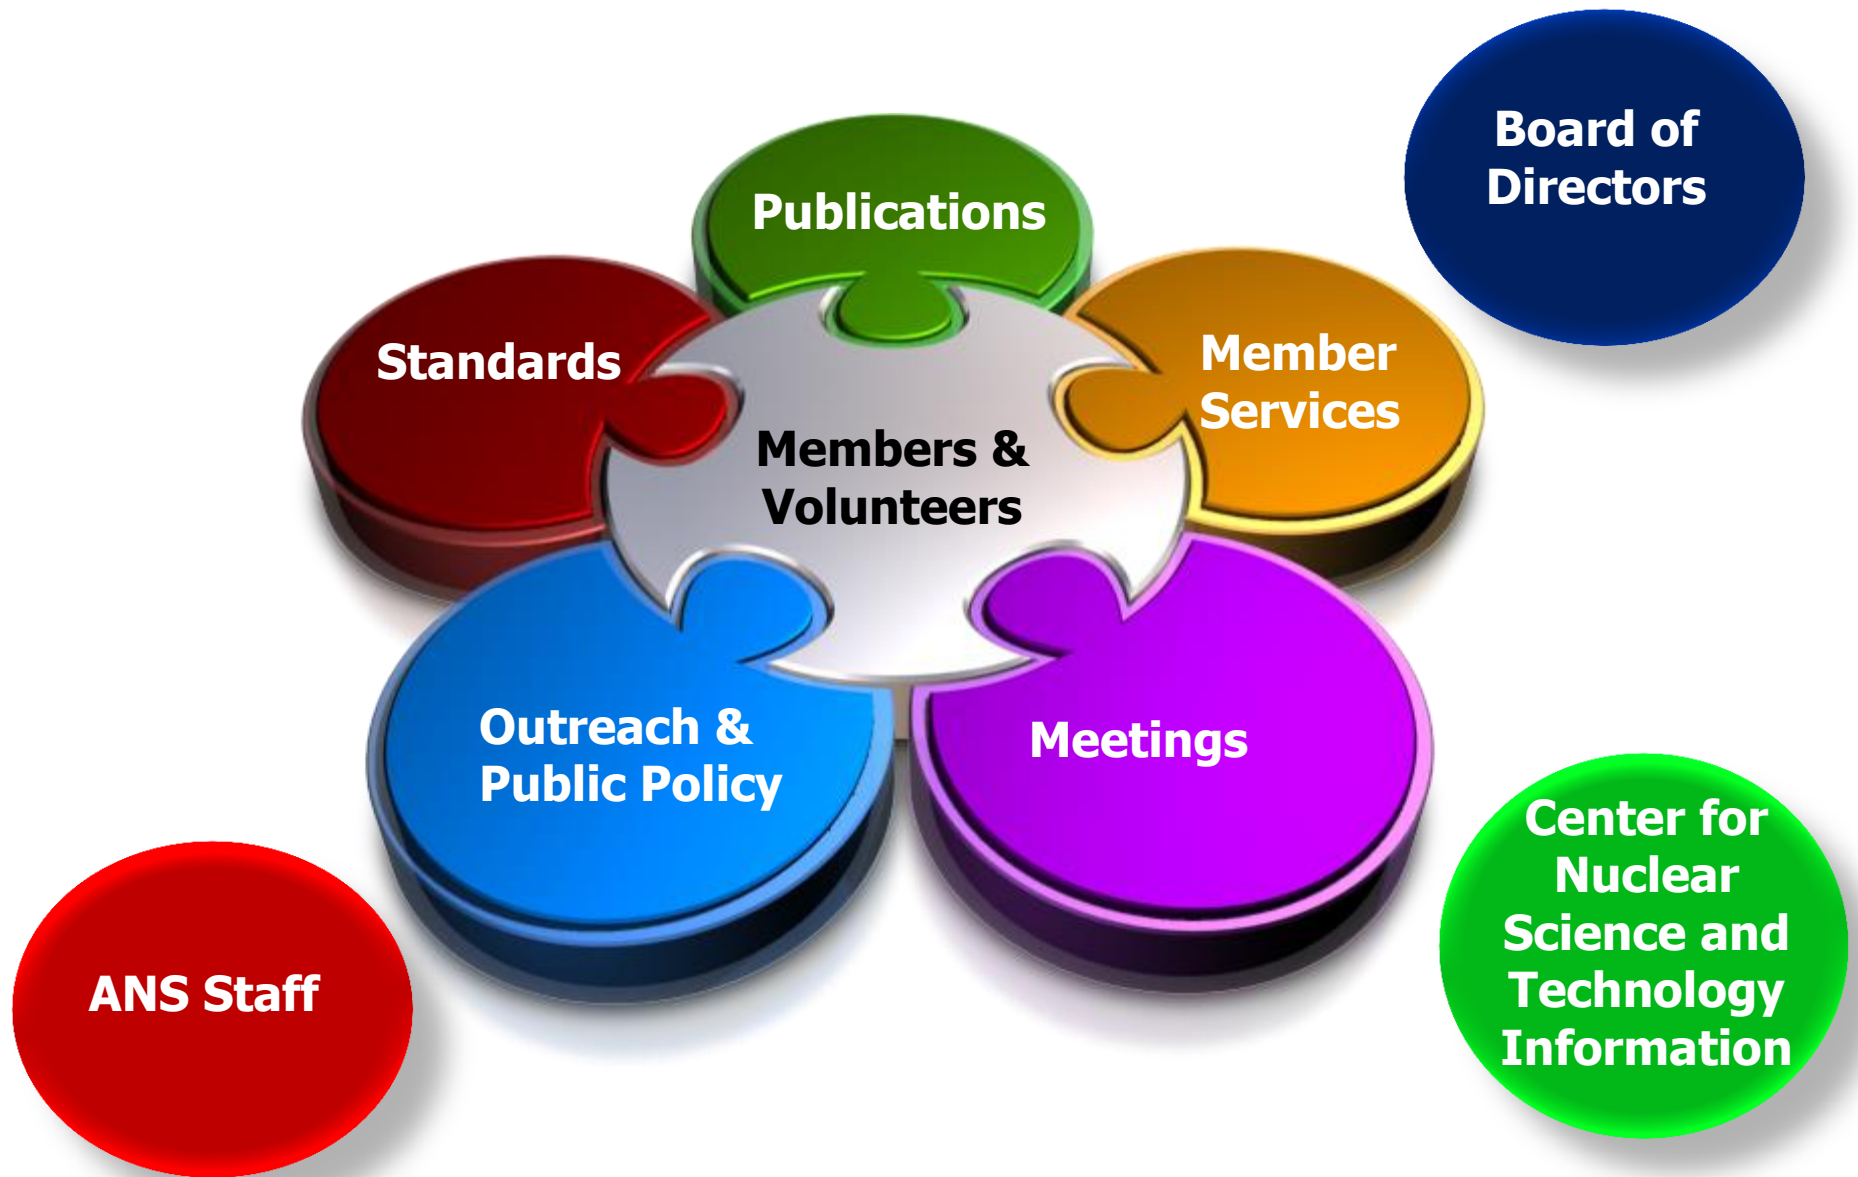 Board of
Directors
Publications
Standards
Member
Services
Members &
Volunteers
Outreach &
Public Policy
Meetings
Center for
Nuclear
Science and
Technology
Information
ANS Staff